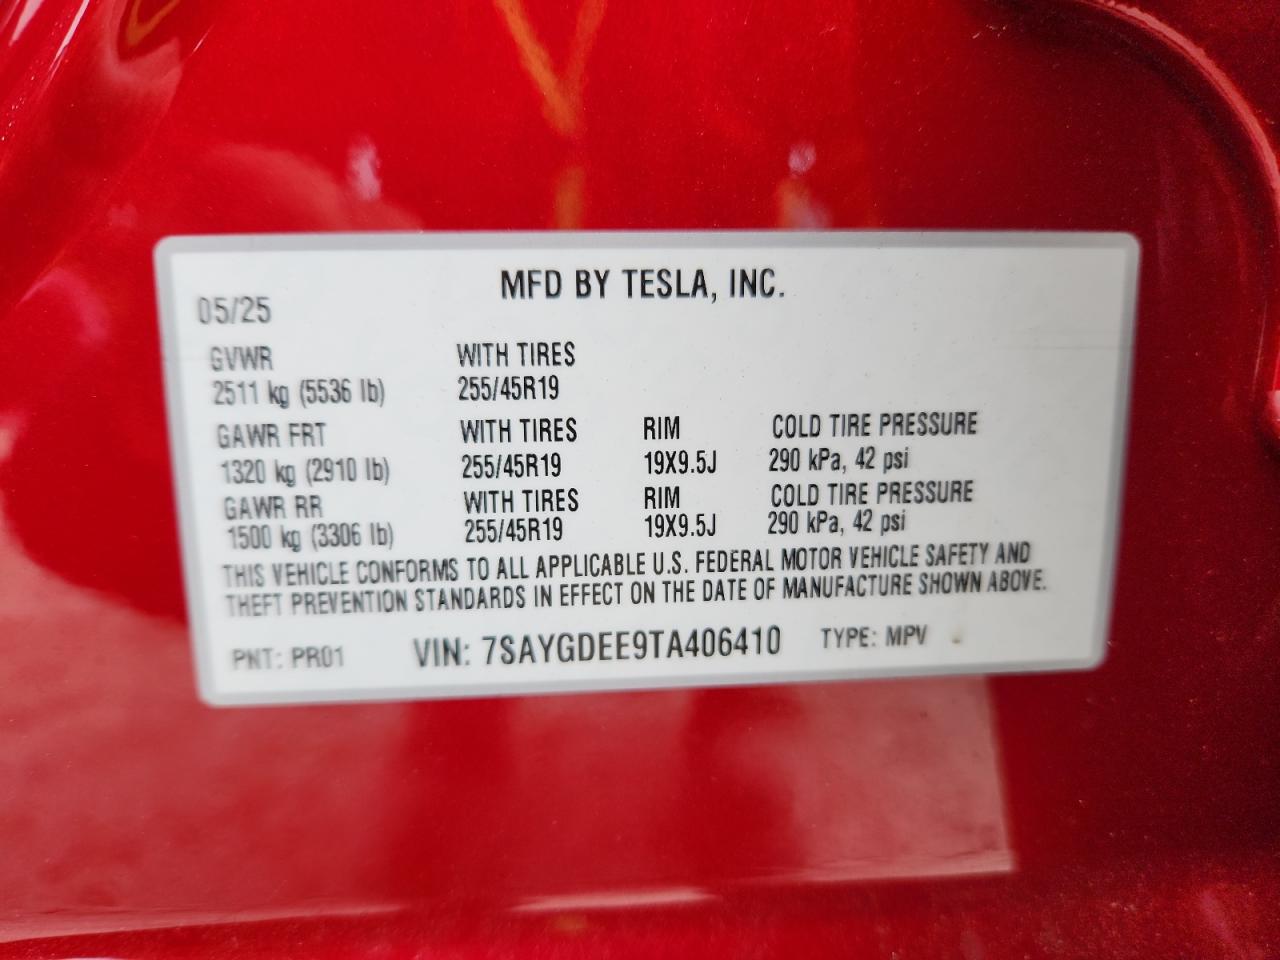 MFD BY TESLA, INC.
05/25
GVWR WITH TIRES
2511 kg (5536 lb) 255/45R19
GAWR FRT WITH TIRES RIM COLD TIRE PRESSURE
1320 kg (2910 lb) 255/45R19 19X9.5J 290 kPa, 42 psi
GAWR RR WITH TIRES RIM COLD TIRE PRESSURE
1500 kg (3306 lb) 255/45R19 19X9.5J 290 kPa, 42 psi
THIS VEHICLE CONFORMS TO ALL APPLICABLE U.S. FEDERAL MOTOR VEHICLE SAFETY AND
THEFT PREVENTION STANDARDS IN EFFECT ON THE DATE OF MANUFACTURE SHOWN ABOVE.
PNT: PR01 VIN: 7SAYGDEE9TA406410 TYPE: MPV